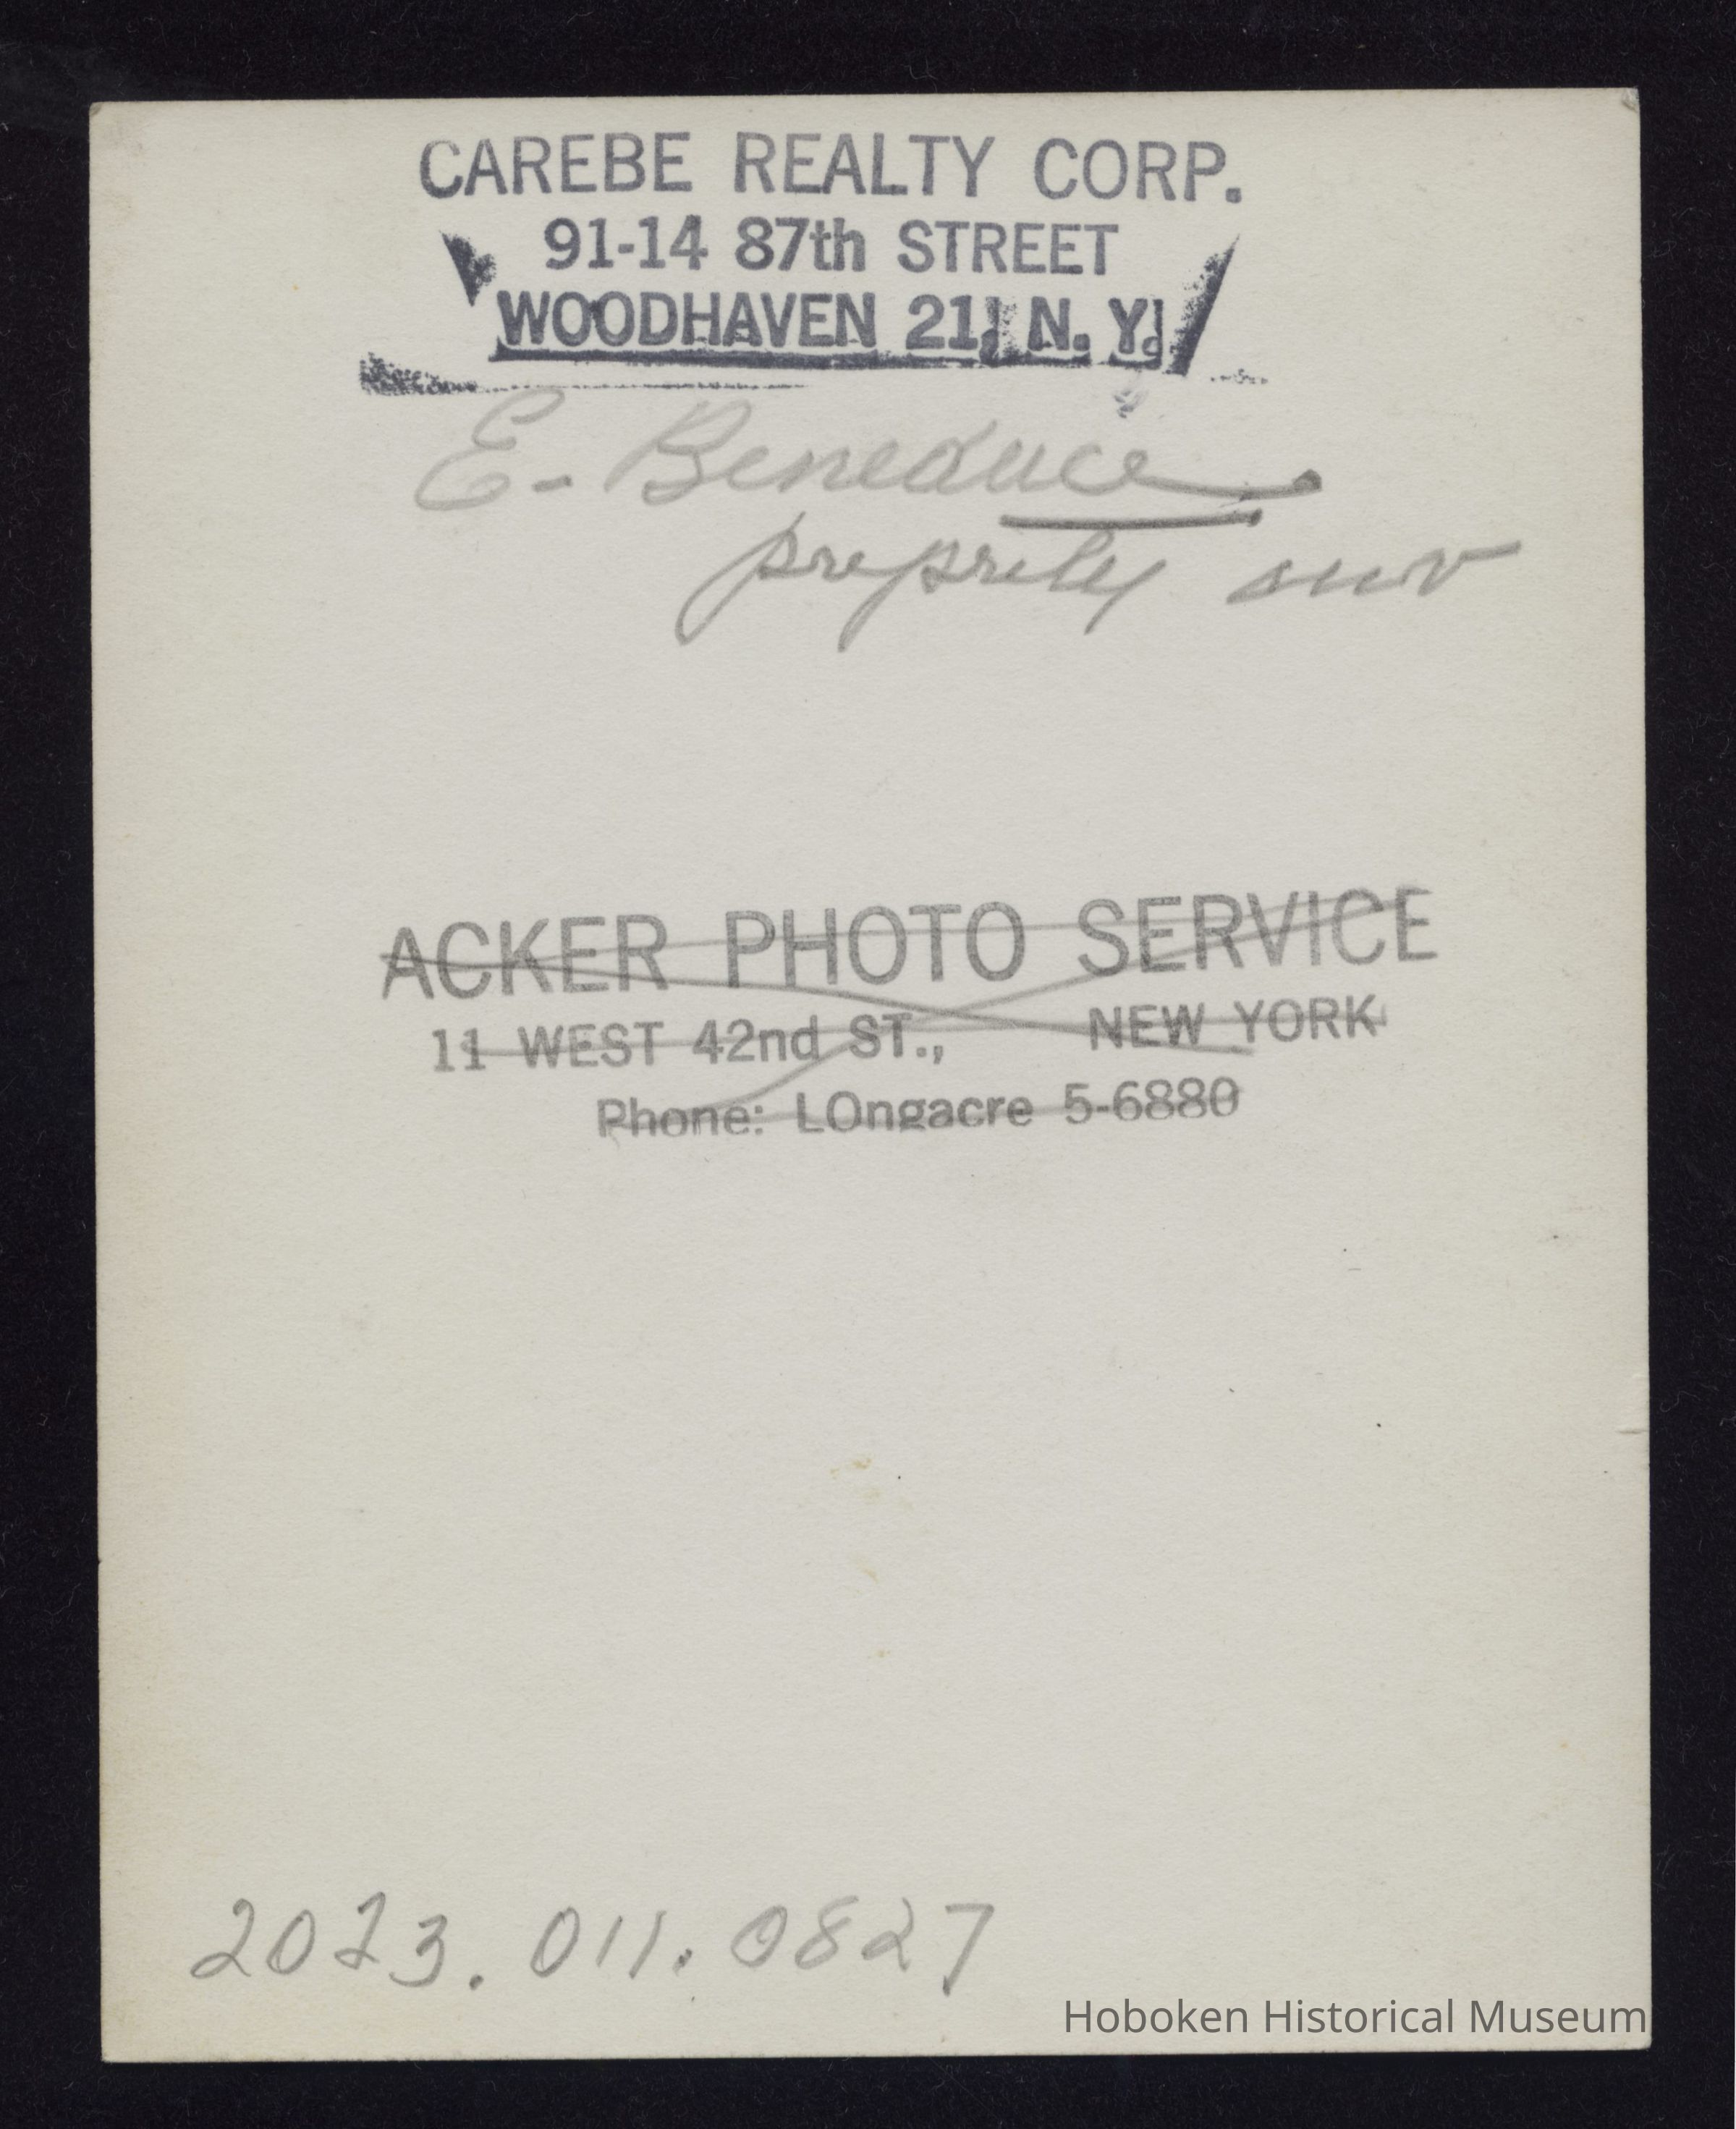 CAREBE REALTY CORP.
91-14 87th STREET
WOODHAVEN 21, N. Y.
E. Beneduce
ACKER PHOTO SERVICE
11 WEST 42nd ST., NEW YORK
Phone: LOngacre 5-6880
2023.011.0827
Hoboken Historical Museum